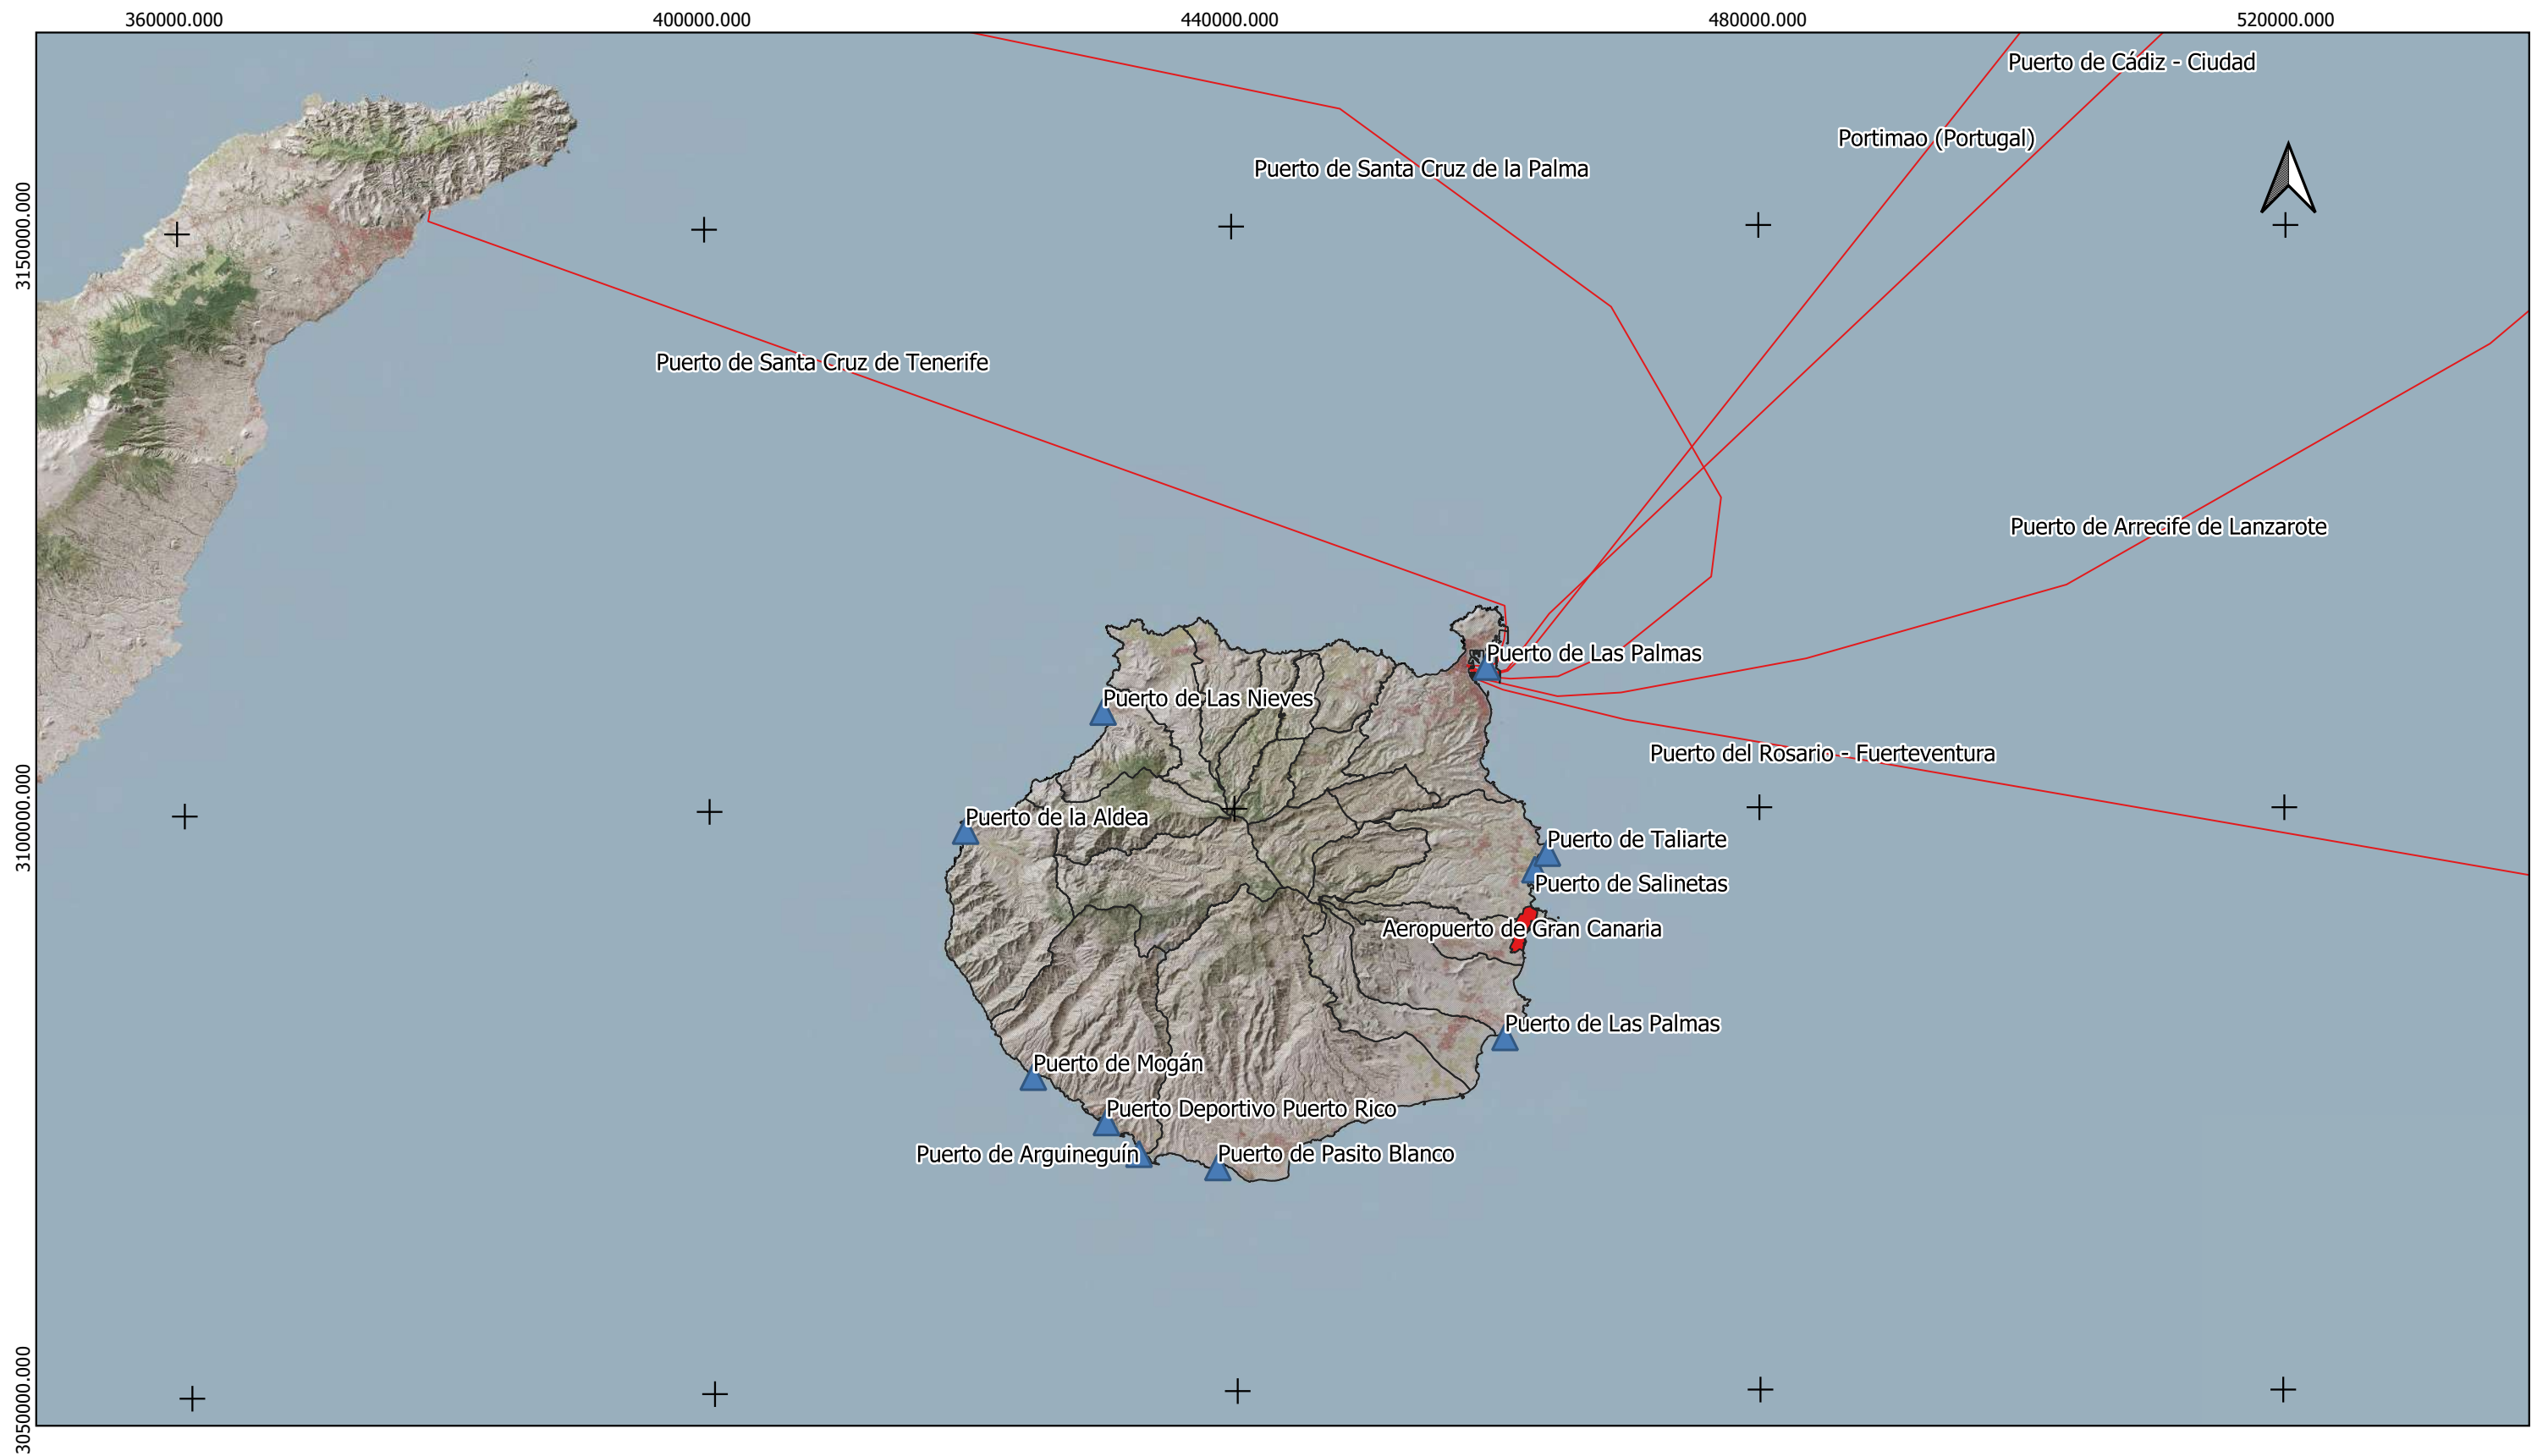 360000.000
400000.000
440000.000
480000.000
520000.000
Puerto de Cádiz - Ciudad
Portimao (Portugal)
Puerto de Santa Cruz de la Palma
3150000.000
Puerto de Santa Cruz de Tenerife
Puerto de Arrecife de Lanzarote
Puerto de Las Palmas
Puerto de Las Nieves
Puerto del Rosario - Fuerteventura
3100000.000
Puerto de la Aldea
Puerto de Taliarte
Puerto de Salinetas
Aeropuerto de Gran Canaria
Puerto de Las Palmas
Puerto de Mogán
Puerto Deportivo Puerto Rico
Puerto de Arguineguín
Puerto de Pasito Blanco
3050000.000